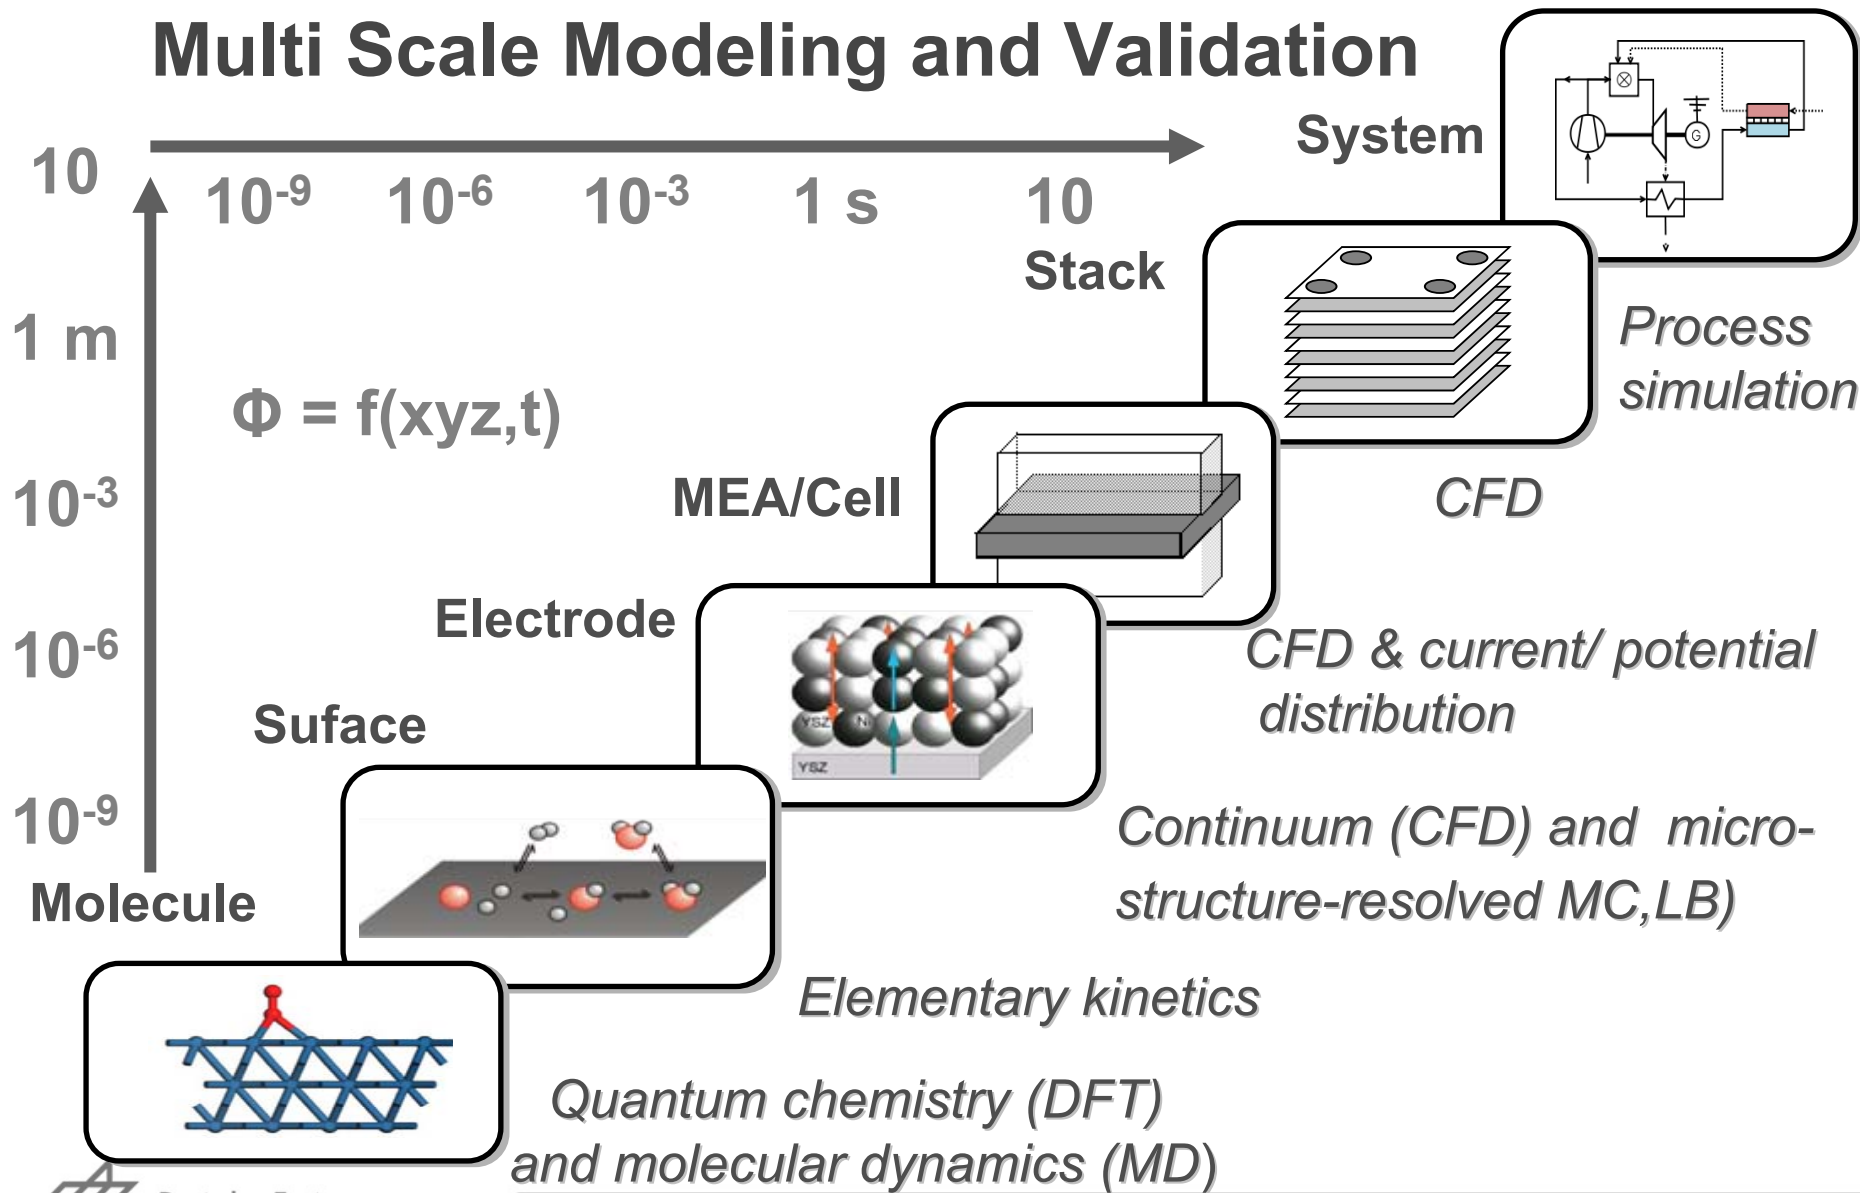 Multi Scale Modeling and Validation
System
G
10
10-9 10-6 10-3 1 s 10
Stack
1 m
Process
simulation
Φ = f(xyz,t)
10-3
MEA/Cell
CFD
Electrode
10-6
CFD & current/ potential
distribution
YSZ
YSZ
Suface
10-9
Continuum (CFD) and micro-
structure-resolved MC,LB)
Molecule
Elementary kinetics
Quantum chemistry (DFT)
and molecular dynamics (MD)